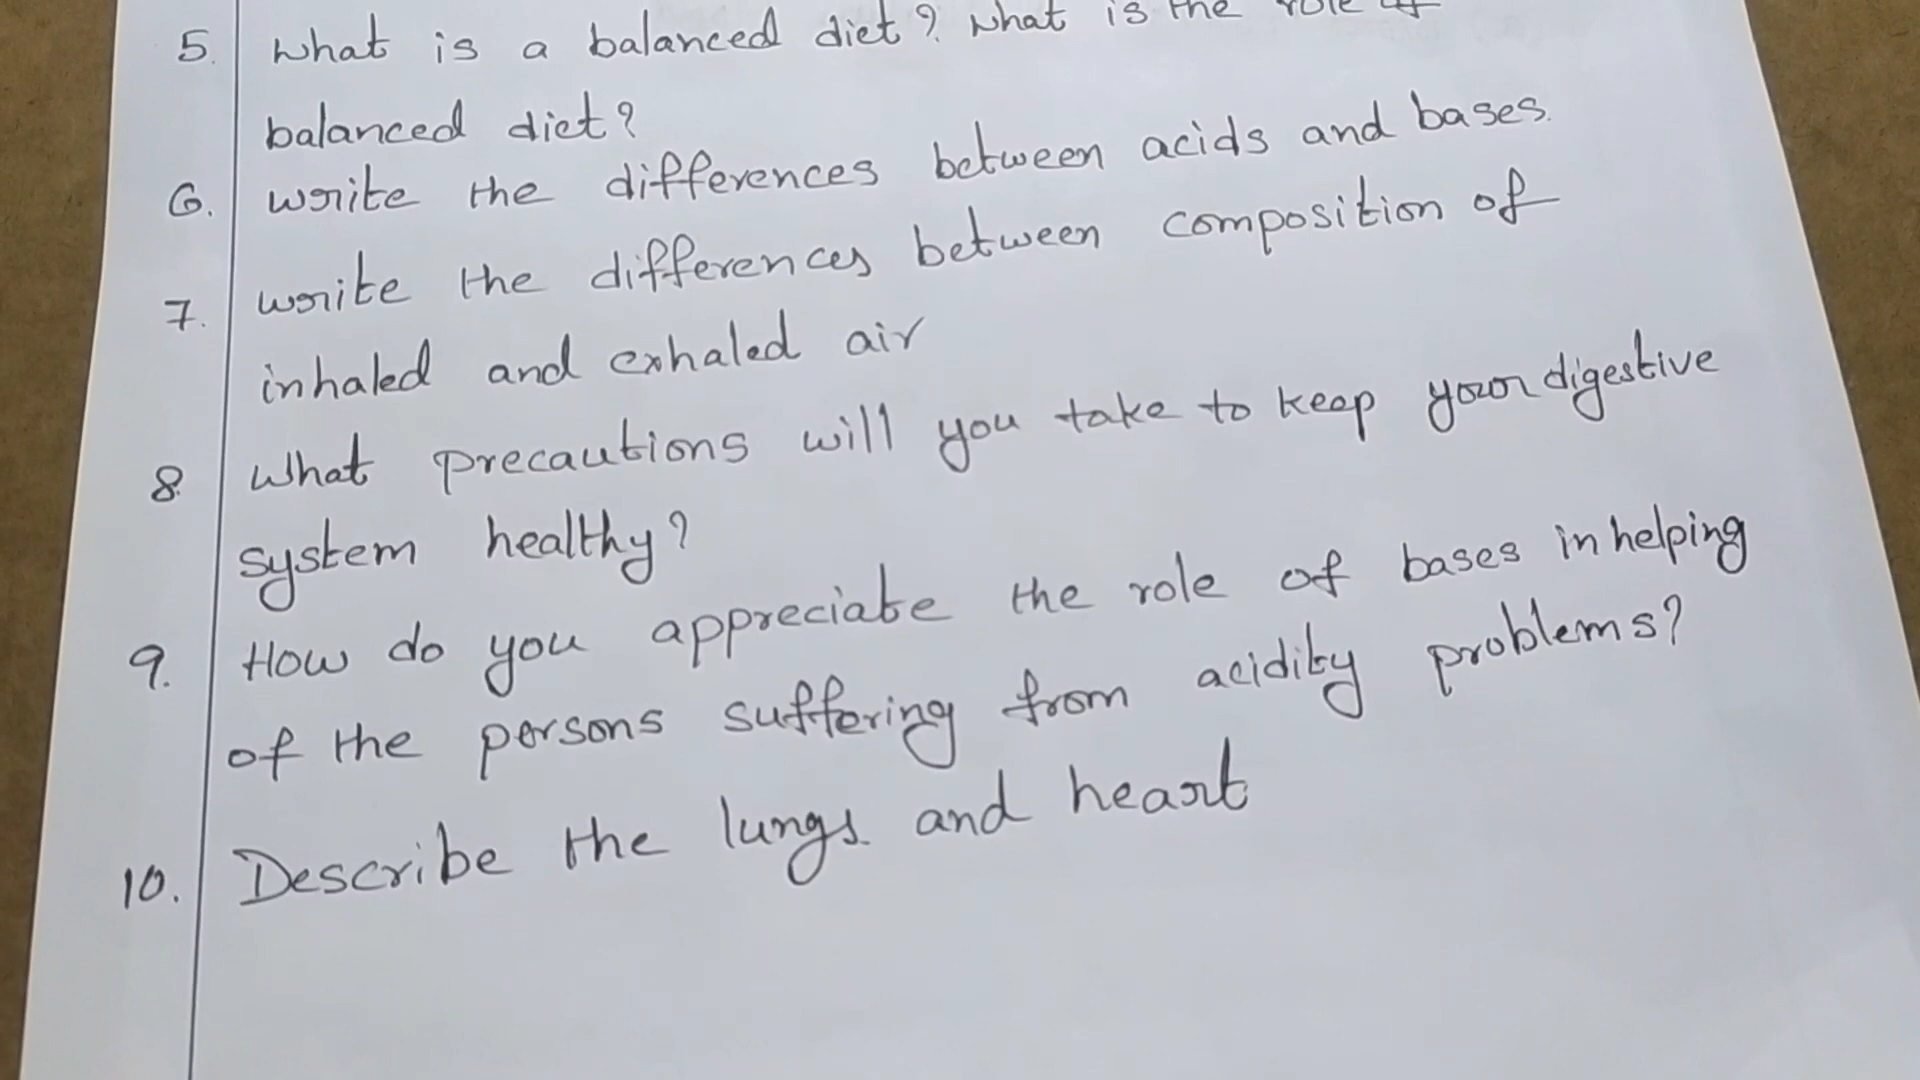 5. what is a balanced diet? what is the role of
balanced diet?
6. write the differences between acids and bases.
7. write the differences between composition of
inhaled and exhaled air
8. what precautions will you take to keep your digestive
system healthy?
9. How do you appreciate the role of bases in helping
of the persons suffering from acidity problems?
10. Describe the lungs and heart